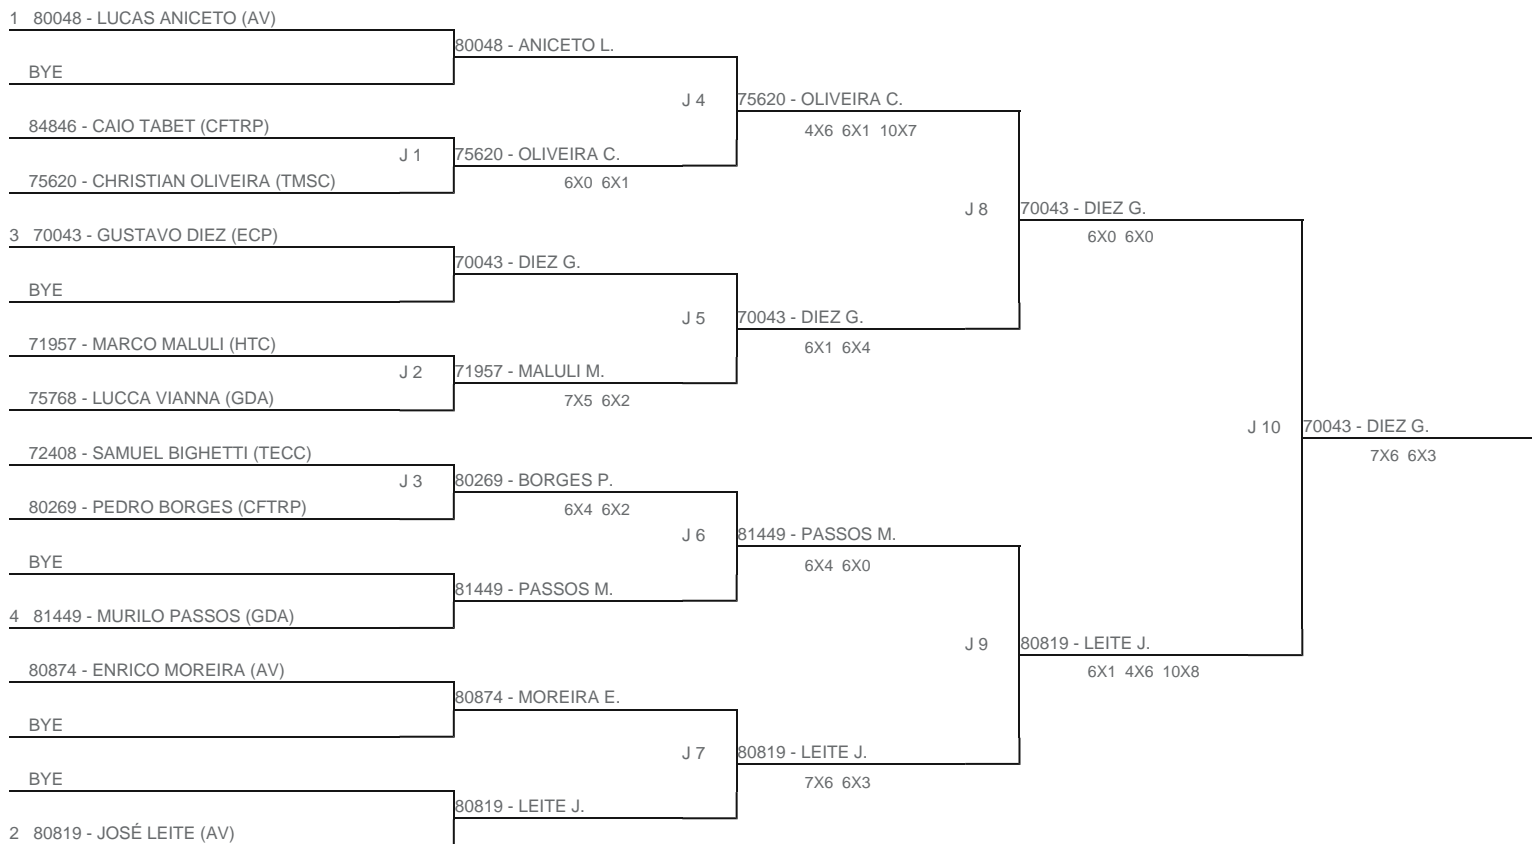 1 80048 - LUCAS ANICETO (AV)
80048 - ANICETO L.
BYE
J 4
75620 - OLIVEIRA C.
84846 - CAIO TABET (CFTRP)
4X6 6X1 10X7
J 1
75620 - OLIVEIRA C.
75620 - CHRISTIAN OLIVEIRA (TMSC)
6X0 6X1
J 8
70043 - DIEZ G.
3 70043 - GUSTAVO DIEZ (ECP)
6X0 6X0
70043 - DIEZ G.
BYE
J 5
70043 - DIEZ G.
71957 - MARCO MALULI (HTC)
6X1 6X4
J 2
71957 - MALULI M.
75768 - LUCCA VIANNA (GDA)
7X5 6X2
J 10
70043 - DIEZ G.
72408 - SAMUEL BIGHETTI (TECC)
7X6 6X3
J 3
80269 - BORGES P.
80269 - PEDRO BORGES (CFTRP)
6X4 6X2
J 6
81449 - PASSOS M.
BYE
6X4 6X0
81449 - PASSOS M.
4 81449 - MURILO PASSOS (GDA)
J 9
80819 - LEITE J.
80874 - ENRICO MOREIRA (AV)
6X1 4X6 10X8
80874 - MOREIRA E.
BYE
J 7
80819 - LEITE J.
BYE
7X6 6X3
80819 - LEITE J.
2 80819 - JOSÉ LEITE (AV)